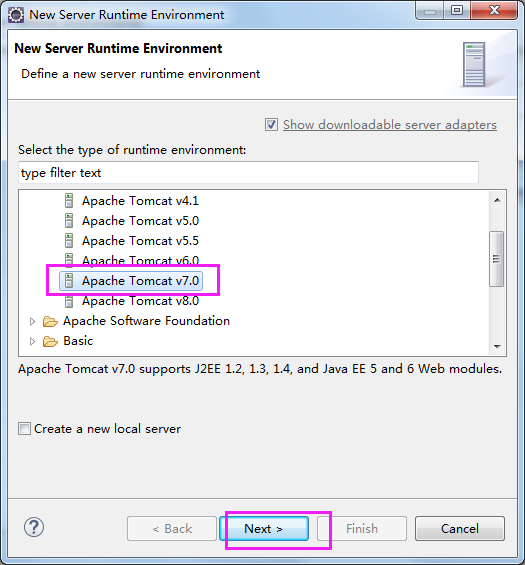 New Server Runtime Environment
New Server Runtime Environment
Define a new server runtime environment
Show downloadable server adapters
Select the type of runtime environment:
type filter text
Apache Tomcat v4.1
Apache Tomcat v5.0
Apache Tomcat v5.5
Apache Tomcat v6.0
Apache Tomcat v7.0
Apache Tomcat v8.0
Apache Software Foundation
Basic
Apache Tomcat v7.0 supports J2EE 1.2, 1.3, 1.4, and Java EE 5 and 6 Web modules.
Create a new local server
? < Back Next > Finish Cancel